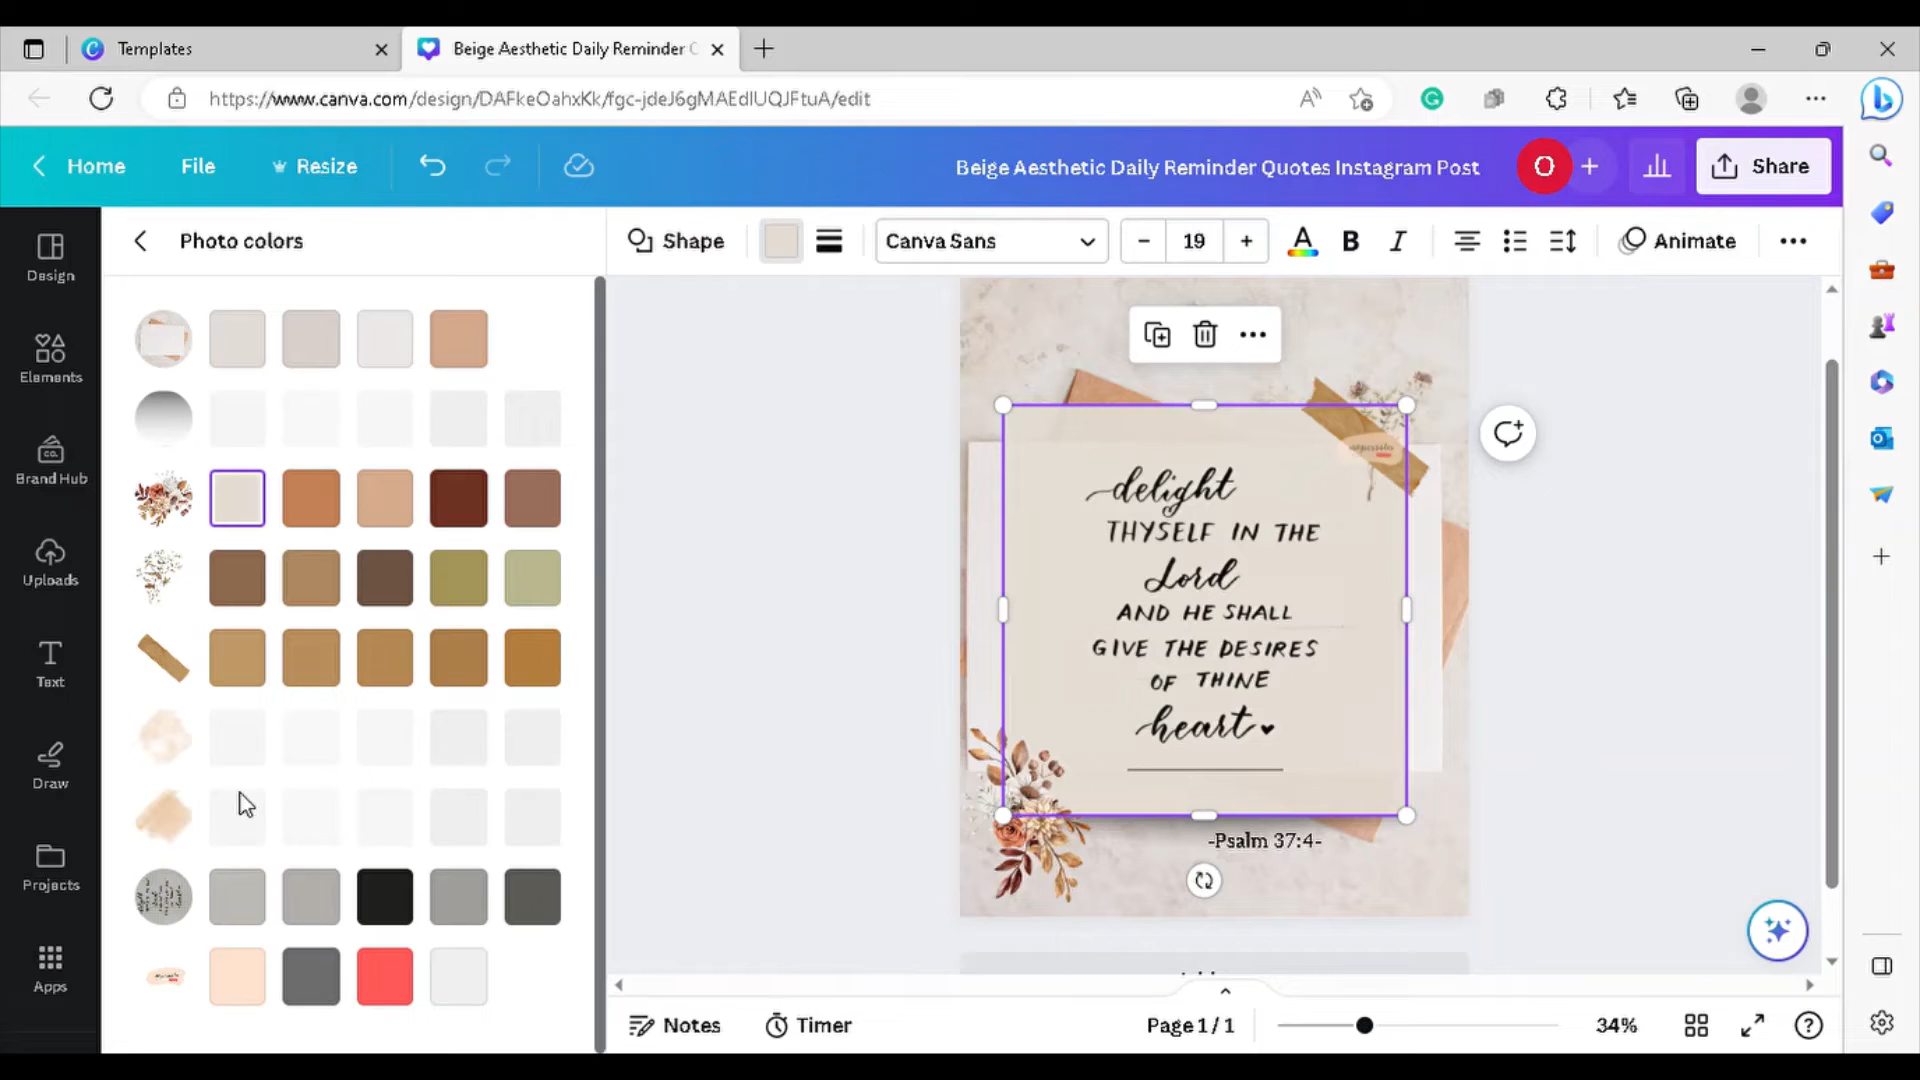 Templates
Beige Aesthetic Daily Reminder
https://www.canva.com/design/DAFkeOahxKk/fgc-jdeJ6gMAEdlUQJFtuA/edit
Home
File
Resize
Beige Aesthetic Daily Reminder Quotes Instagram Post
O
Share
Photo colors
Shape
Canva Sans
19
A
B
I
Animate
Design
Elements
CO.
Brand Hub
Uploads
Text
Draw
Projects
Apps
delight
THYSELF IN THE
Lord
AND HE SHALL
GIVE THE DESIRES
OF THINE
heart
-Psalm 37:4-
Notes
Timer
Page 1 / 1
34%